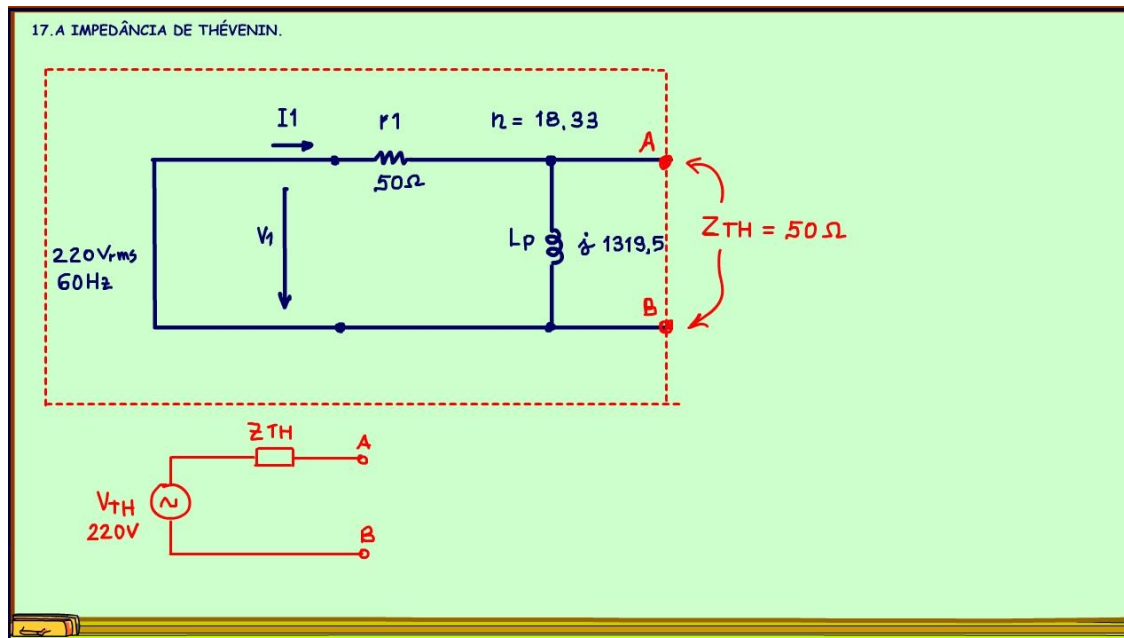 17.A IMPEDÂNCIA DE THÉVENIN.
I1
r1
n = 18,33
A
50Ω
ZTH = 50Ω
V1
Lp
j 1319,5
220Vrms
60Hz
B
ZTH
A
VTH
220V
B